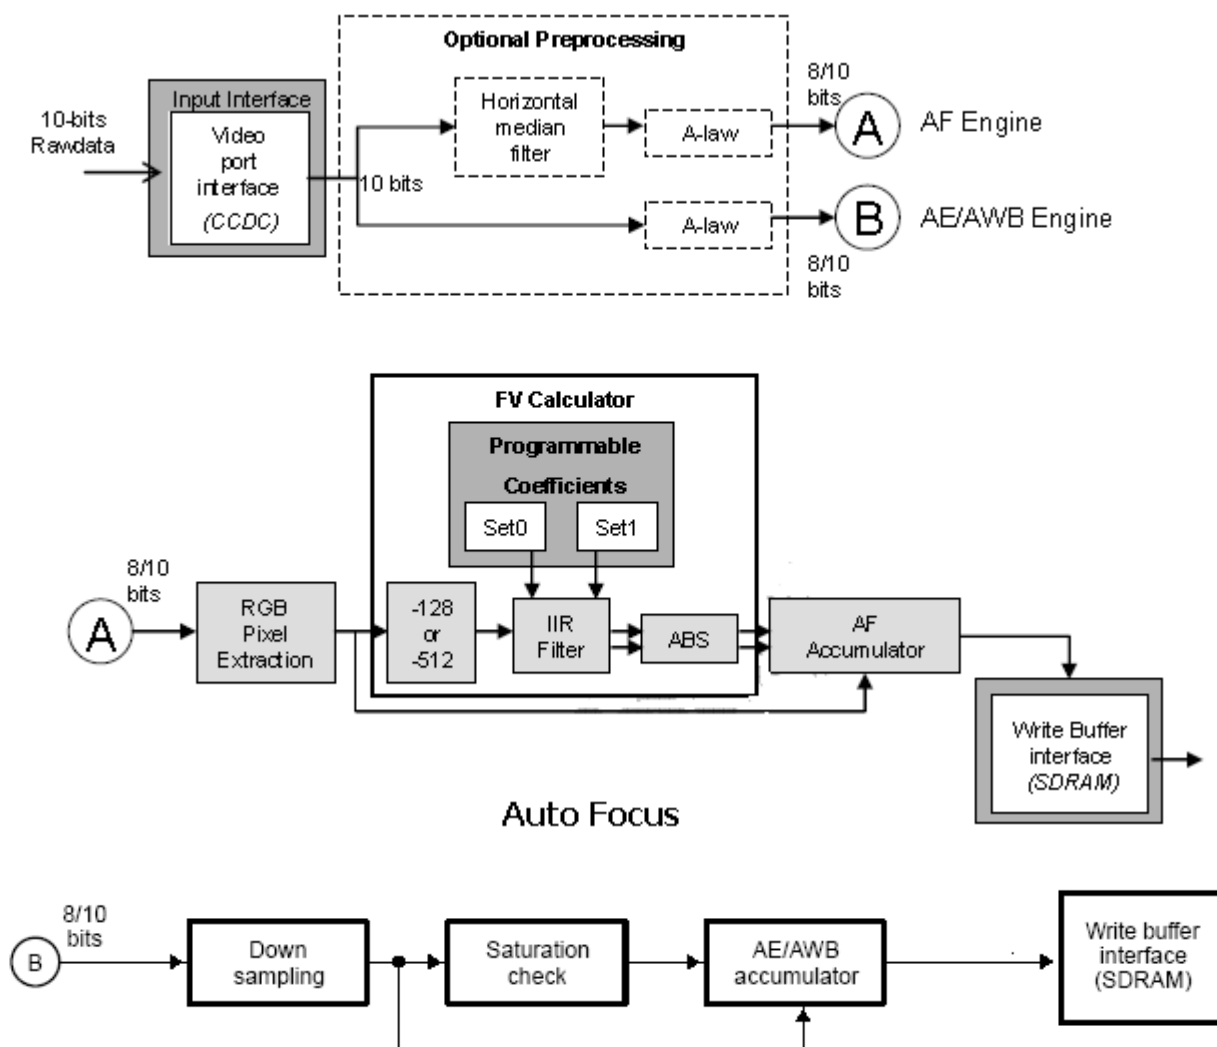 Optional Preprocessing
8/10
bits
Input Interface
10-bits
Rawdata
Video
port
interface
(CCDC)
10 bits
Horizontal
median
filter
A-law
A
AF Engine
A-law
B
AE/AWB Engine
8/10
bits
FV Calculator
Programmable
Coefficients
Set0
Set1
8/10
bits
A
RGB
Pixel
Extraction
-128
or
-512
IIR
Filter
ABS
AF
Accumulator
Write Buffer
interface
(SDRAM)
Auto Focus
8/10
bits
B
Down
sampling
Saturation
check
AE/AWB
accumulator
Write buffer
interface
(SDRAM)